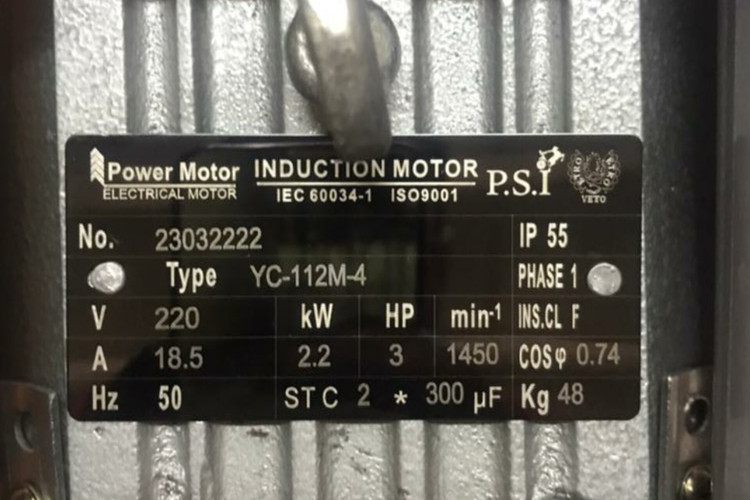 Power Motor
ELECTRICAL MOTOR
INDUCTION MOTOR
IEC 60034-1 ISO9001
P.S.I
VETO
No. 23032222 IP 55
Type YC-112M-4 PHASE 1
V 220 kW HP min-1 INS.CL F
A 18.5 2.2 3 1450 COSφ 0.74
Hz 50 STC 2 * 300 µF Kg 48